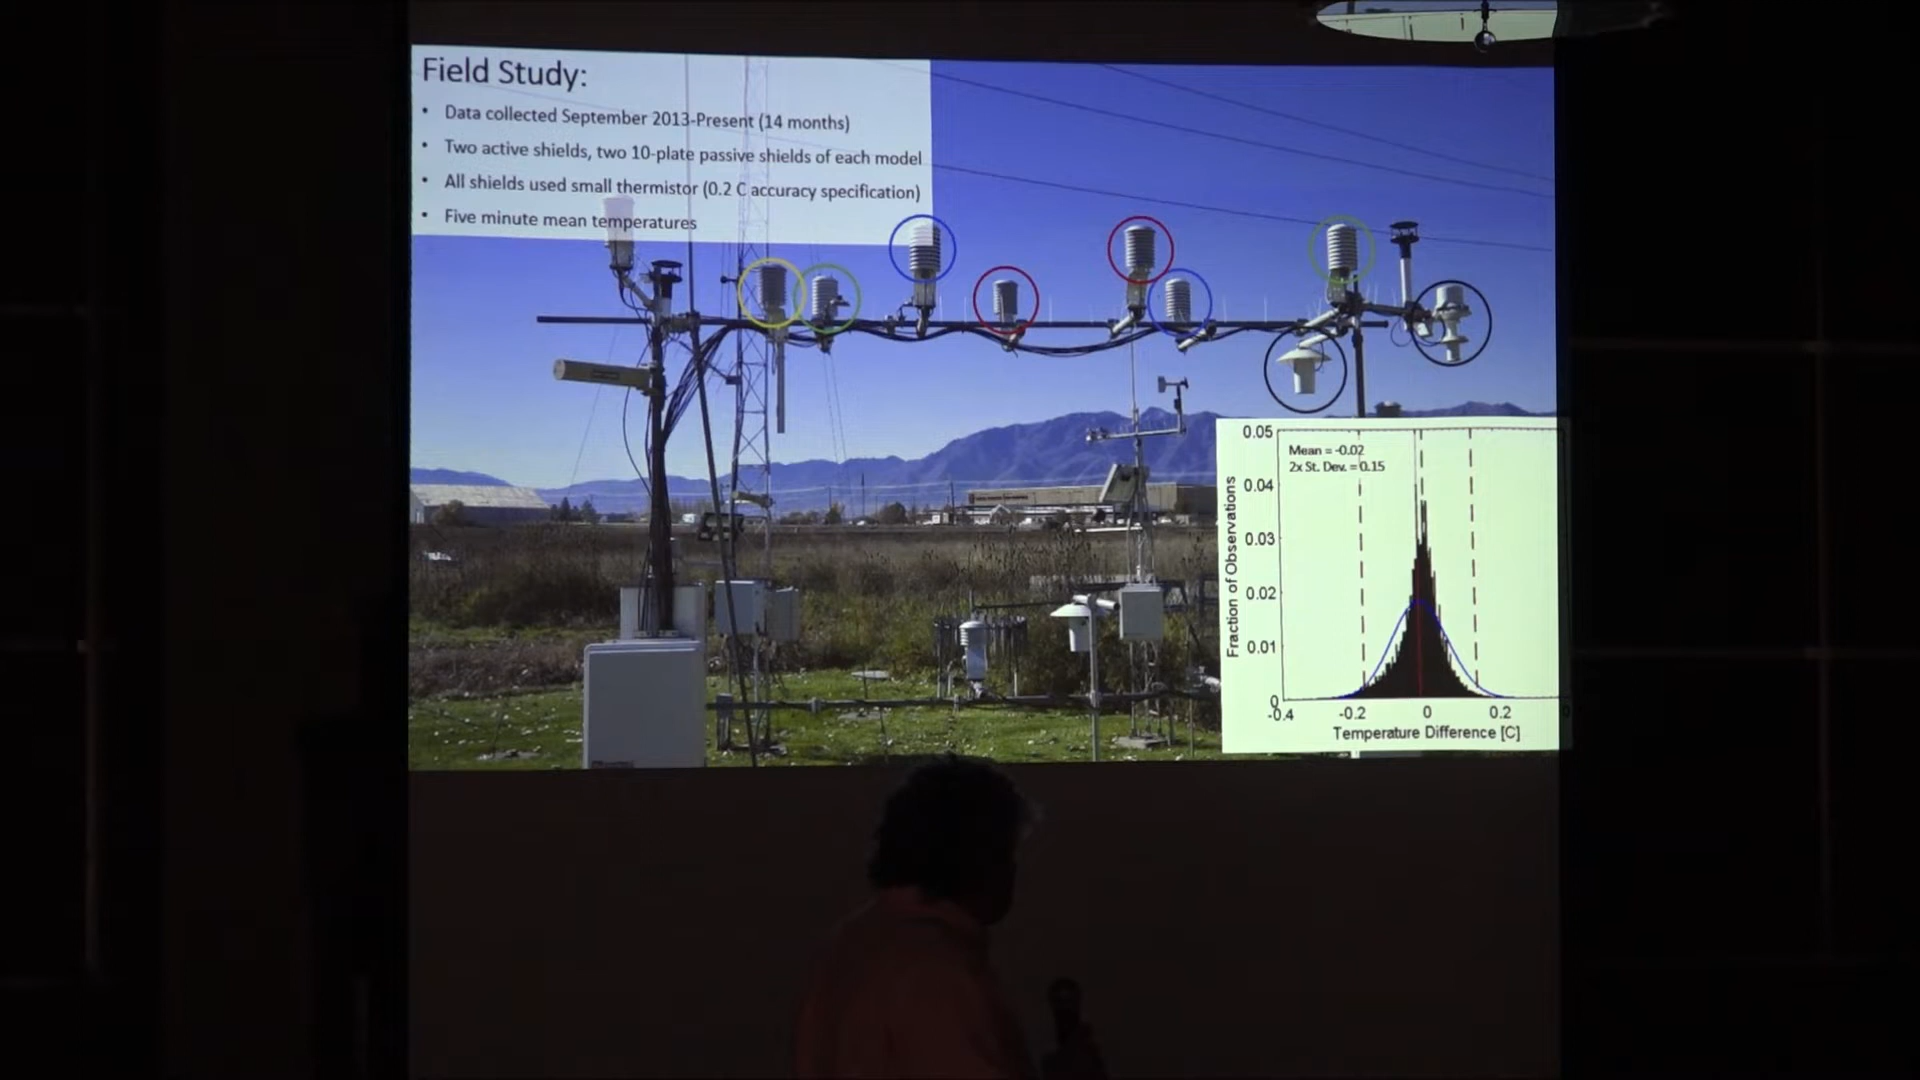 Field Study:
• Data collected September 2013-Present (14 months)
• Two active shields, two 10-plate passive shields of each model
• All shields used small thermistor (0.2 C accuracy specification)
• Five minute mean temperatures
0.05
Mean = -0.02
2x St. Dev. = 0.15
0.04
0.03
0.02
0.01
0
Fraction of Observations
-0.4 -0.2 0 0.2
Temperature Difference [C]